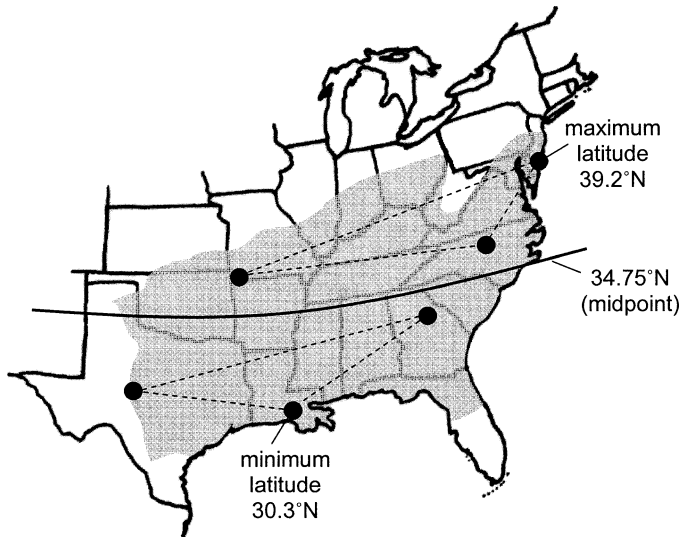 maximum
latitude
39.2°N
34.75°N
(midpoint)
minimum
latitude
30.3°N